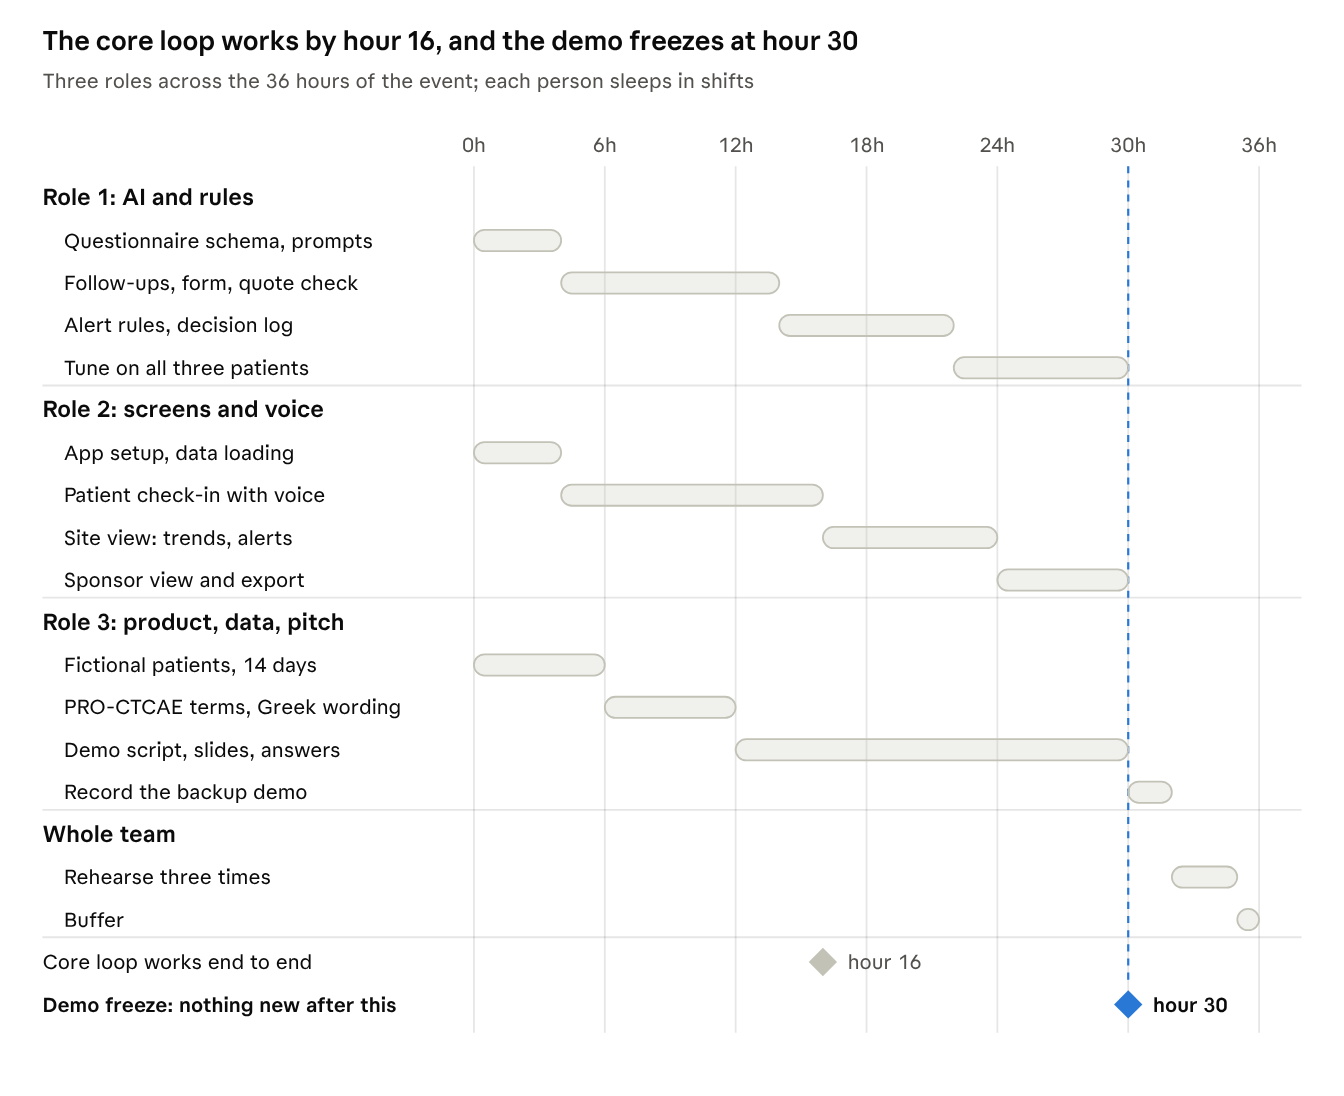 The core loop works by hour 16, and the demo freezes at hour 30
Three roles across the 36 hours of the event; each person sleeps in shifts
0h 6h 12h 18h 24h 30h 36h
Role 1: AI and rules
Questionnaire schema, prompts
Follow-ups, form, quote check
Alert rules, decision log
Tune on all three patients
Role 2: screens and voice
App setup, data loading
Patient check-in with voice
Site view: trends, alerts
Sponsor view and export
Role 3: product, data, pitch
Fictional patients, 14 days
PRO-CTCAE terms, Greek wording
Demo script, slides, answers
Record the backup demo
Whole team
Rehearse three times
Buffer
Core loop works end to end hour 16
Demo freeze: nothing new after this hour 30